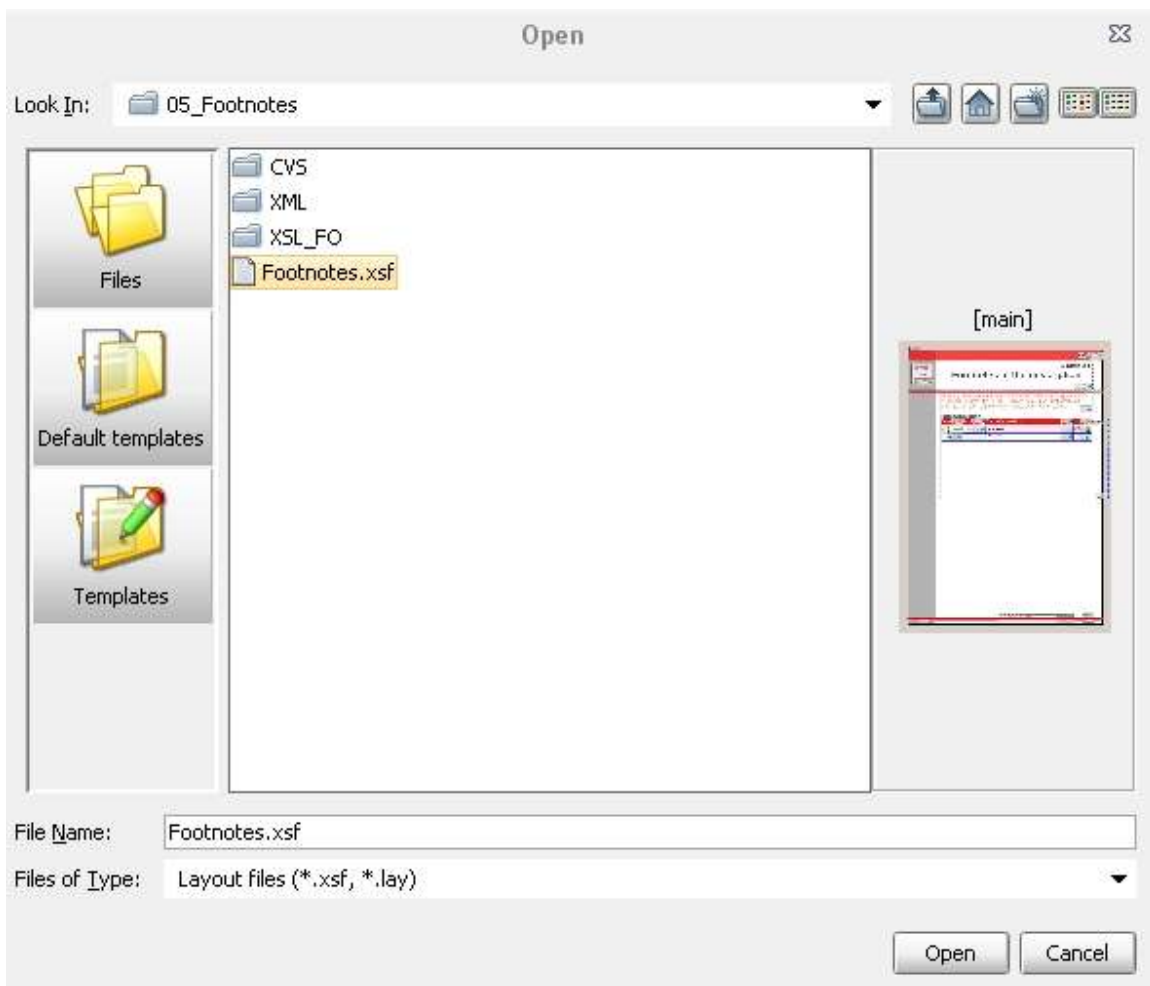 Open
Look In: 05_Footnotes
Files
Default templates
Templates
CVS
XML
XSL_FO
Footnotes.xsf
[main]
File Name: Footnotes.xsf
Files of Type: Layout files (*.xsf, *.lay)
Open Cancel